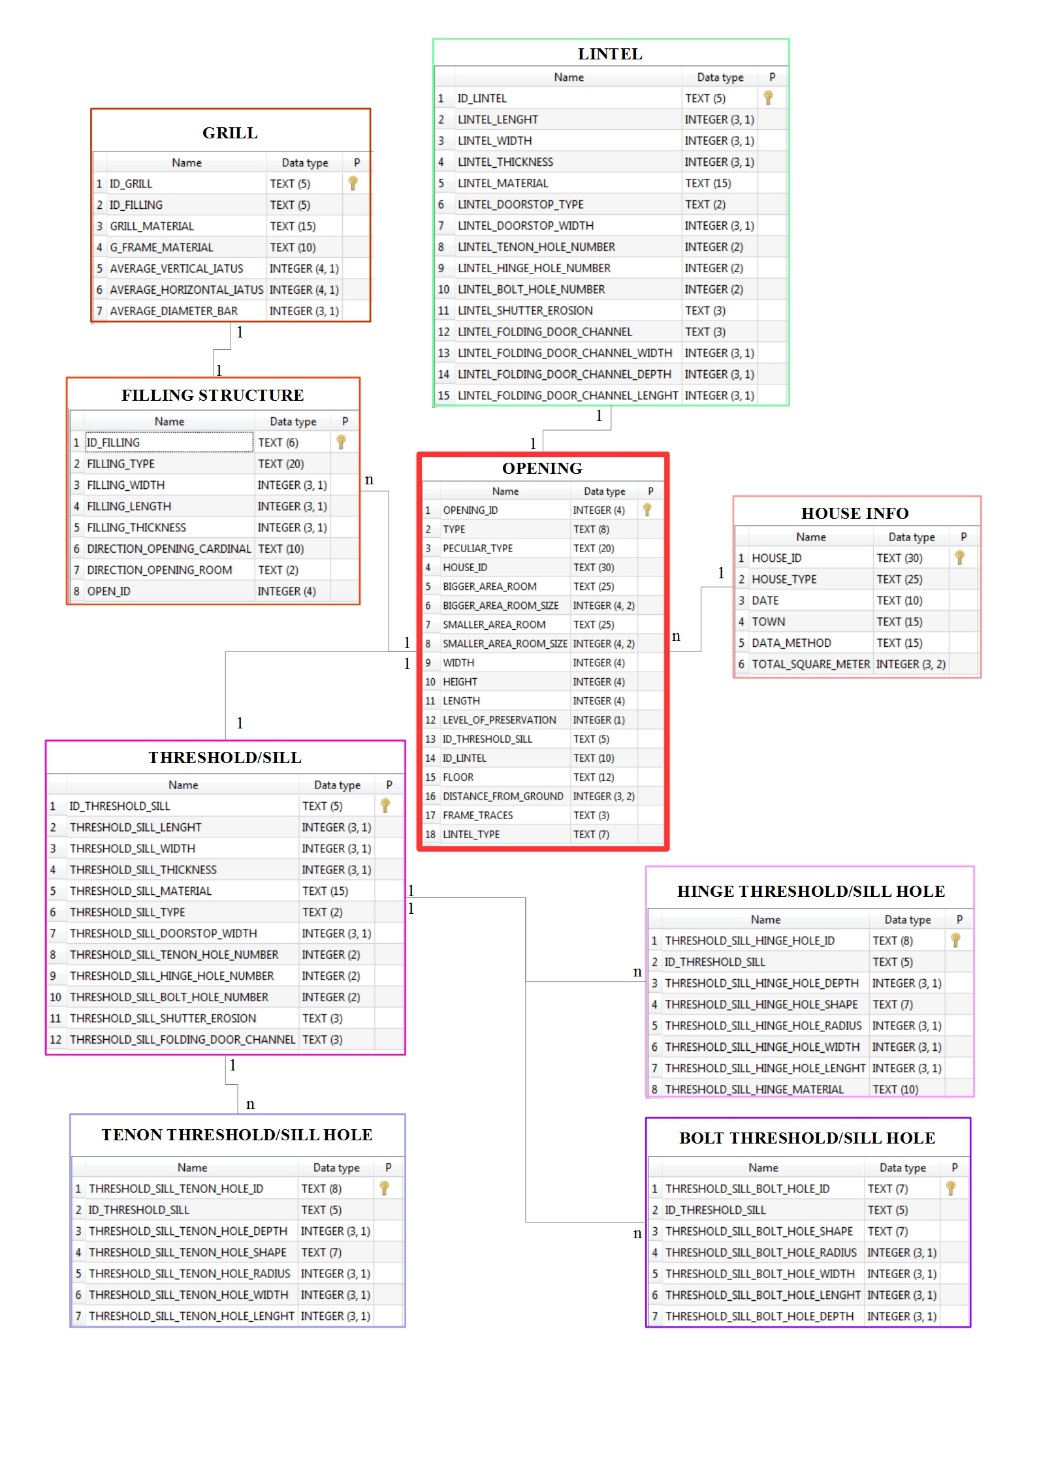 LINTEL
Name Data type P
1 ID_LINTEL TEXT (5)
2 LINTEL_LENGHT INTEGER (3, 1)
3 LINTEL_WIDTH INTEGER (3, 1)
4 LINTEL_THICKNESS INTEGER (3, 1)
5 LINTEL_MATERIAL TEXT (15)
6 LINTEL_DOORSTOP_TYPE TEXT (2)
7 LINTEL_DOORSTOP_WIDTH INTEGER (3, 1)
8 LINTEL_TENON_HOLE_NUMBER INTEGER (2)
9 LINTEL_HINGE_HOLE_NUMBER INTEGER (2)
10 LINTEL_BOLT_HOLE_NUMBER INTEGER (2)
11 LINTEL_SHUTTER_EROSION TEXT (3)
12 LINTEL_FOLDING_DOOR_CHANNEL TEXT (3)
13 LINTEL_FOLDING_DOOR_CHANNEL_WIDTH INTEGER (3, 1)
14 LINTEL_FOLDING_DOOR_CHANNEL_DEPTH INTEGER (3, 1)
15 LINTEL_FOLDING_DOOR_CHANNEL_LENGHT INTEGER (3, 1)
1
1
GRILL
Name Data type P
1 ID_GRILL TEXT (5)
2 ID_FILLING TEXT (5)
3 GRILL_MATERIAL TEXT (15)
4 G_FRAME_MATERIAL TEXT (10)
5 AVERAGE_VERTICAL_IATUS INTEGER (4, 1)
6 AVERAGE_HORIZONTAL_IATUS INTEGER (4, 1)
7 AVERAGE_DIAMETER_BAR INTEGER (3, 1)
1
1
FILLING STRUCTURE
Name Data type P
1 ID_FILLING TEXT (6)
2 FILLING_TYPE TEXT (20)
3 FILLING_WIDTH INTEGER (3, 1)
4 FILLING_LENGTH INTEGER (3, 1)
5 FILLING_THICKNESS INTEGER (3, 1)
6 DIRECTION_OPENING_CARDINAL TEXT (10)
7 DIRECTION_OPENING_ROOM TEXT (2)
8 OPEN_ID INTEGER (4)
n
1
1
OPENING
Name Data type P
1 OPENING_ID INTEGER (4)
2 TYPE TEXT (8)
3 PECULIAR_TYPE TEXT (20)
4 HOUSE_ID TEXT (30)
5 BIGGER_AREA_ROOM TEXT (25)
6 BIGGER_AREA_ROOM_SIZE INTEGER (4, 2)
7 SMALLER_AREA_ROOM TEXT (25)
8 SMALLER_AREA_ROOM_SIZE INTEGER (4, 2)
9 WIDTH INTEGER (4)
10 HEIGHT INTEGER (4)
11 LENGTH INTEGER (4)
12 LEVEL_OF_PRESERVATION INTEGER (1)
13 ID_THRESHOLD_SILL TEXT (5)
14 ID_LINTEL TEXT (10)
15 FLOOR TEXT (12)
16 DISTANCE_FROM_GROUND INTEGER (3, 2)
17 FRAME_TRACES TEXT (3)
18 LINTEL_TYPE TEXT (7)
n
1
HOUSE INFO
Name Data type P
1 HOUSE_ID TEXT (30)
2 HOUSE_TYPE TEXT (25)
3 DATE TEXT (10)
4 TOWN TEXT (15)
5 DATA_METHOD TEXT (15)
6 TOTAL_SQUARE_METER INTEGER (3, 2)
1
THRESHOLD/SILL
Name Data type P
1 ID_THRESHOLD_SILL TEXT (5)
2 THRESHOLD_SILL_LENGHT INTEGER (3, 1)
3 THRESHOLD_SILL_WIDTH INTEGER (3, 1)
4 THRESHOLD_SILL_THICKNESS INTEGER (3, 1)
5 THRESHOLD_SILL_MATERIAL TEXT (15)
6 THRESHOLD_SILL_TYPE TEXT (2)
7 THRESHOLD_SILL_DOORSTOP_WIDTH INTEGER (3, 1)
8 THRESHOLD_SILL_TENON_HOLE_NUMBER INTEGER (2)
9 THRESHOLD_SILL_HINGE_HOLE_NUMBER INTEGER (2)
10 THRESHOLD_SILL_BOLT_HOLE_NUMBER INTEGER (2)
11 THRESHOLD_SILL_SHUTTER_EROSION TEXT (3)
12 THRESHOLD_SILL_FOLDING_DOOR_CHANNEL TEXT (3)
1
1
n
n
1
n
HINGE THRESHOLD/SILL HOLE
Name Data type P
1 THRESHOLD_SILL_HINGE_HOLE_ID TEXT (8)
2 ID_THRESHOLD_SILL TEXT (5)
3 THRESHOLD_SILL_HINGE_HOLE_DEPTH INTEGER (3, 1)
4 THRESHOLD_SILL_HINGE_HOLE_SHAPE TEXT (7)
5 THRESHOLD_SILL_HINGE_HOLE_RADIUS INTEGER (3, 1)
6 THRESHOLD_SILL_HINGE_HOLE_WIDTH INTEGER (3, 1)
7 THRESHOLD_SILL_HINGE_HOLE_LENGHT INTEGER (3, 1)
8 THRESHOLD_SILL_HINGE_MATERIAL TEXT (10)
TENON THRESHOLD/SILL HOLE
Name Data type P
1 THRESHOLD_SILL_TENON_HOLE_ID TEXT (8)
2 ID_THRESHOLD_SILL TEXT (5)
3 THRESHOLD_SILL_TENON_HOLE_DEPTH INTEGER (3, 1)
4 THRESHOLD_SILL_TENON_HOLE_SHAPE TEXT (7)
5 THRESHOLD_SILL_TENON_HOLE_RADIUS INTEGER (3, 1)
6 THRESHOLD_SILL_TENON_HOLE_WIDTH INTEGER (3, 1)
7 THRESHOLD_SILL_TENON_HOLE_LENGHT INTEGER (3, 1)
BOLT THRESHOLD/SILL HOLE
Name Data type P
1 THRESHOLD_SILL_BOLT_HOLE_ID TEXT (7)
2 ID_THRESHOLD_SILL TEXT (5)
3 THRESHOLD_SILL_BOLT_HOLE_SHAPE TEXT (7)
4 THRESHOLD_SILL_BOLT_HOLE_RADIUS INTEGER (3, 1)
5 THRESHOLD_SILL_BOLT_HOLE_WIDTH INTEGER (3, 1)
6 THRESHOLD_SILL_BOLT_HOLE_LENGHT INTEGER (3, 1)
7 THRESHOLD_SILL_BOLT_HOLE_DEPTH INTEGER (3, 1)